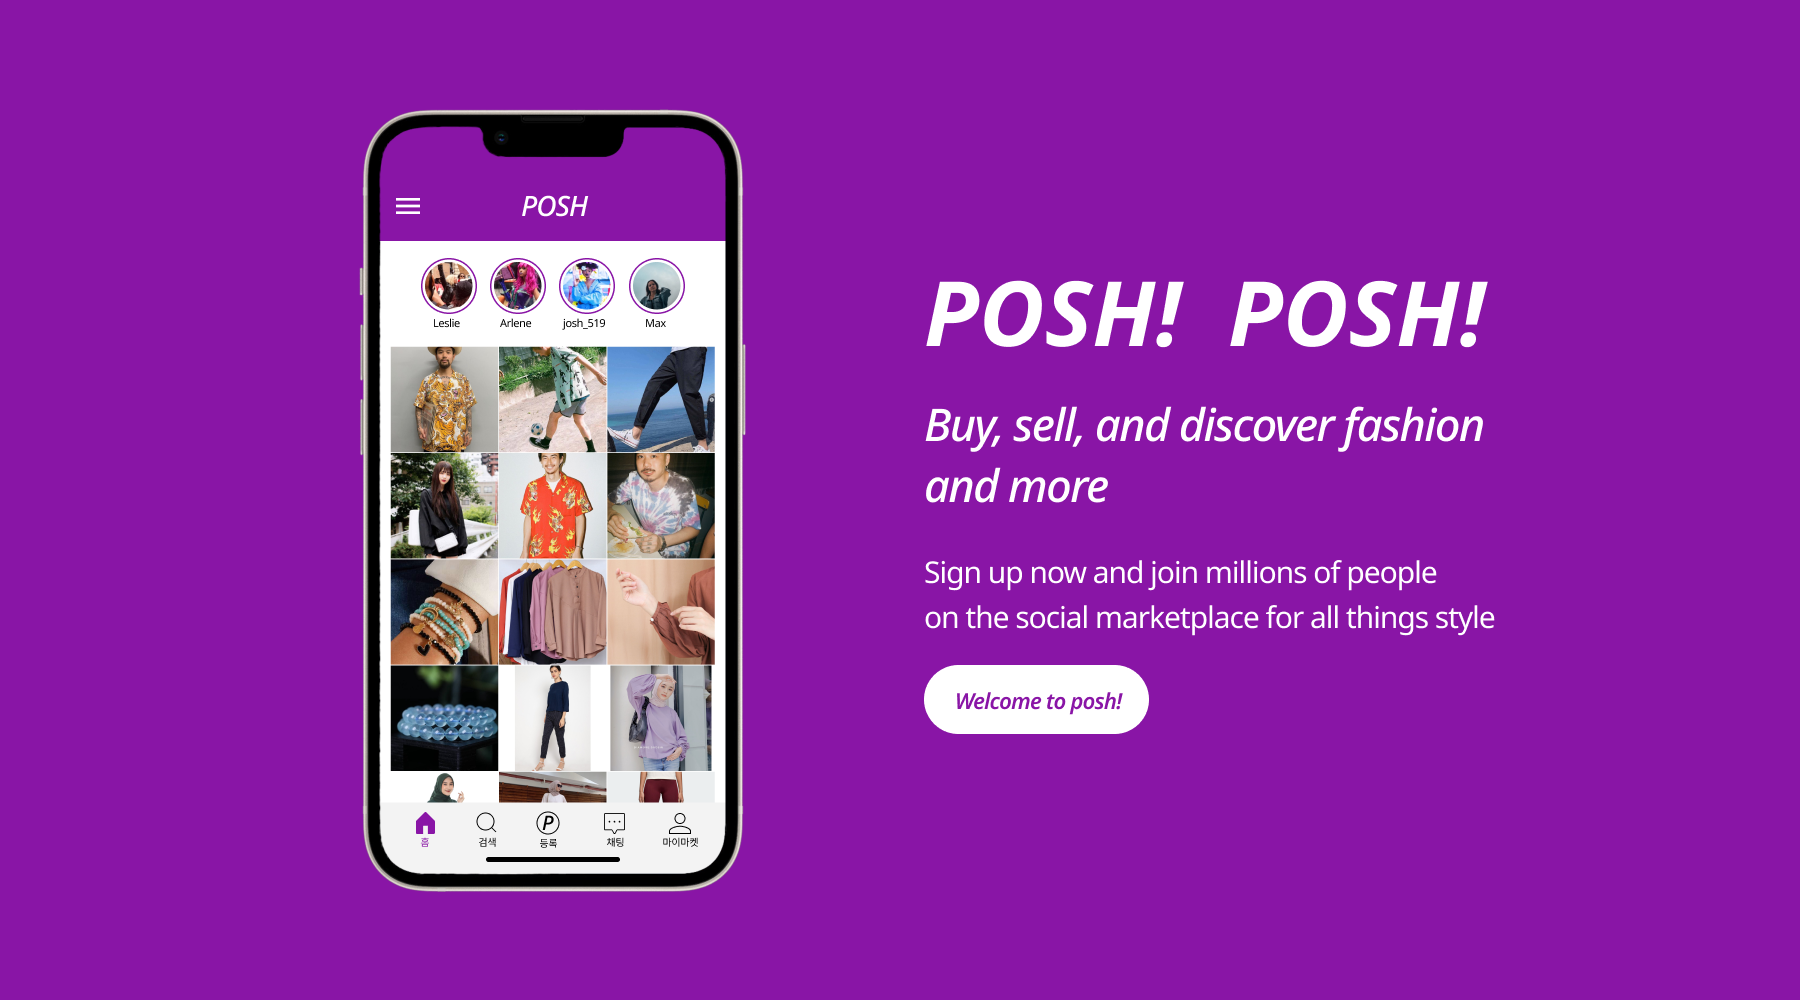 POSH
Leslie
Arlene
josh_519
Max
홈
검색
등록
채팅
마이마켓
POSH! POSH!
Buy, sell, and discover fashion
and more
Sign up now and join millions of people
on the social marketplace for all things style
Welcome to posh!